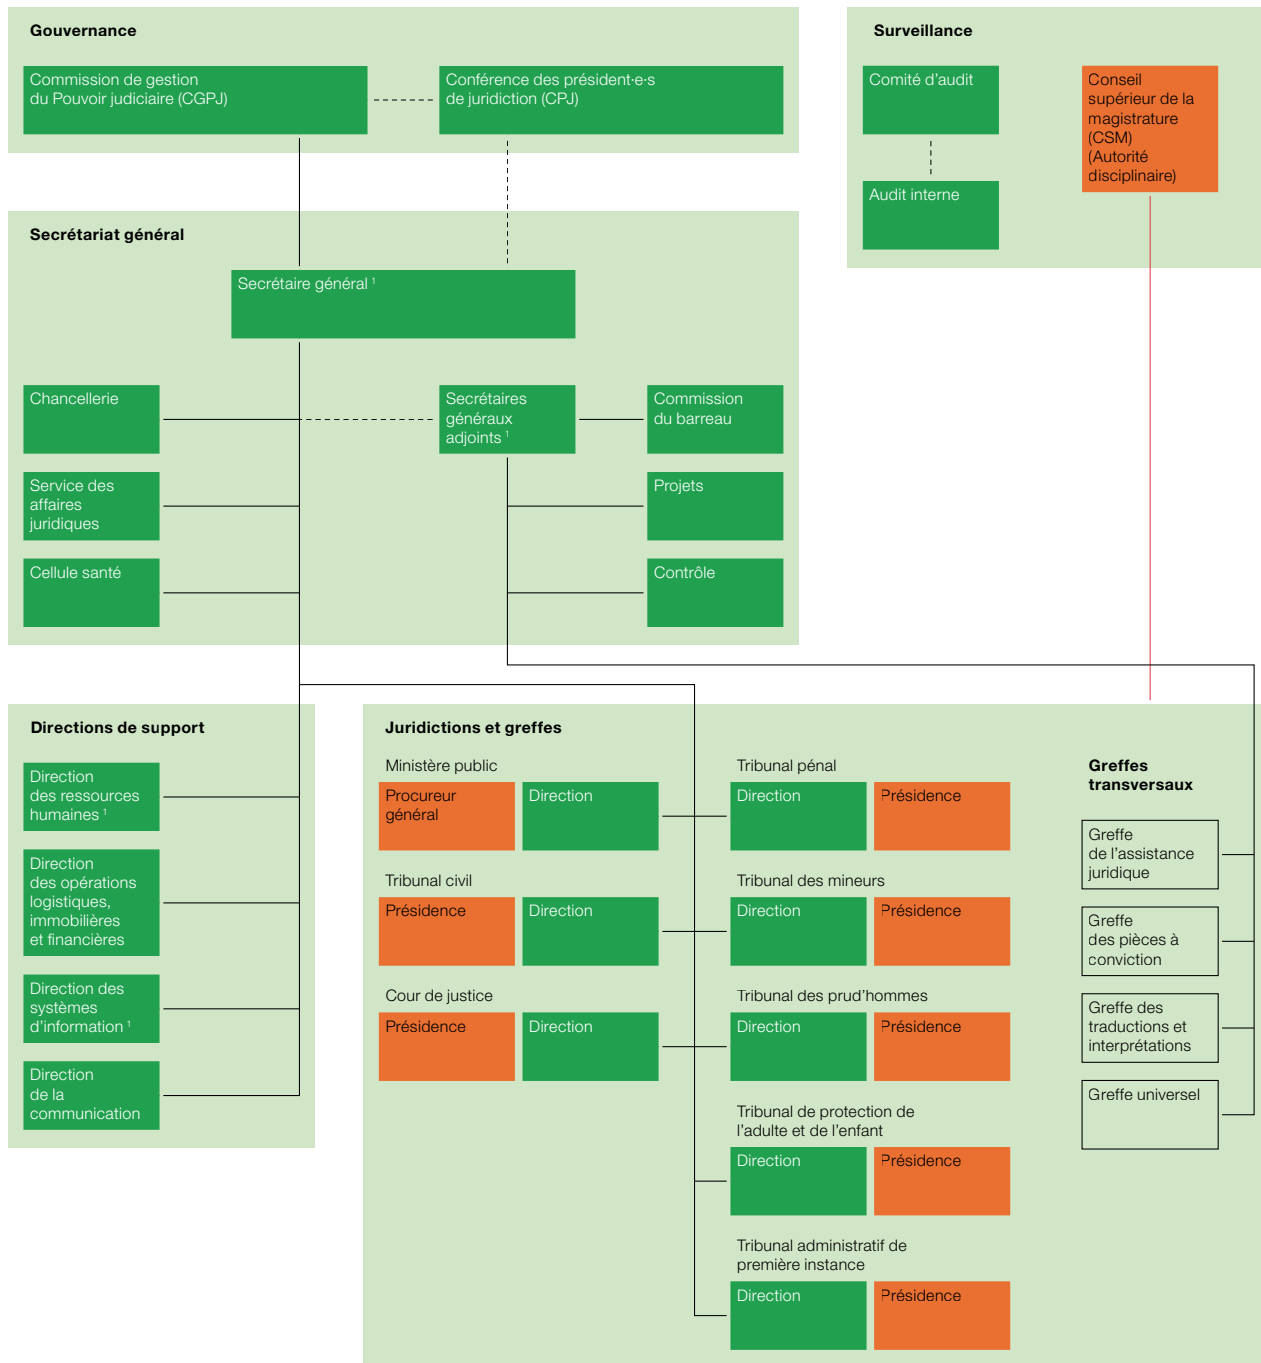 Gouvernance
Commission de gestion
du Pouvoir judiciaire (CGPJ)
Conférence des président·e·s
de juridiction (CPJ)
Surveillance
Comité d’audit
Audit interne
Conseil
supérieur de la
magistrature
(CSM)
(Autorité
disciplinaire)
Secrétariat général
Secrétaire général ¹
Chancellerie
Service des
affaires
juridiques
Cellule santé
Secrétaires
généraux
adjoints ¹
Commission
du barreau
Projets
Contrôle
Directions de support
Direction
des ressources
humaines ¹
Direction
des opérations
logistiques,
immobilières
et financières
Direction des
systèmes
d’information ¹
Direction
de la
communication
Juridictions et greffes
Ministère public
Procureur
général
Direction
Tribunal civil
Présidence
Direction
Cour de justice
Présidence
Direction
Tribunal pénal
Direction
Présidence
Tribunal des mineurs
Direction
Présidence
Tribunal des prud’hommes
Direction
Présidence
Tribunal de protection de
l’adulte et de l’enfant
Direction
Présidence
Tribunal administratif de
première instance
Direction
Présidence
Greffes
transversaux
Greffe
de l’assistance
juridique
Greffe
des pièces à
conviction
Greffe des
traductions et
interprétations
Greffe universel